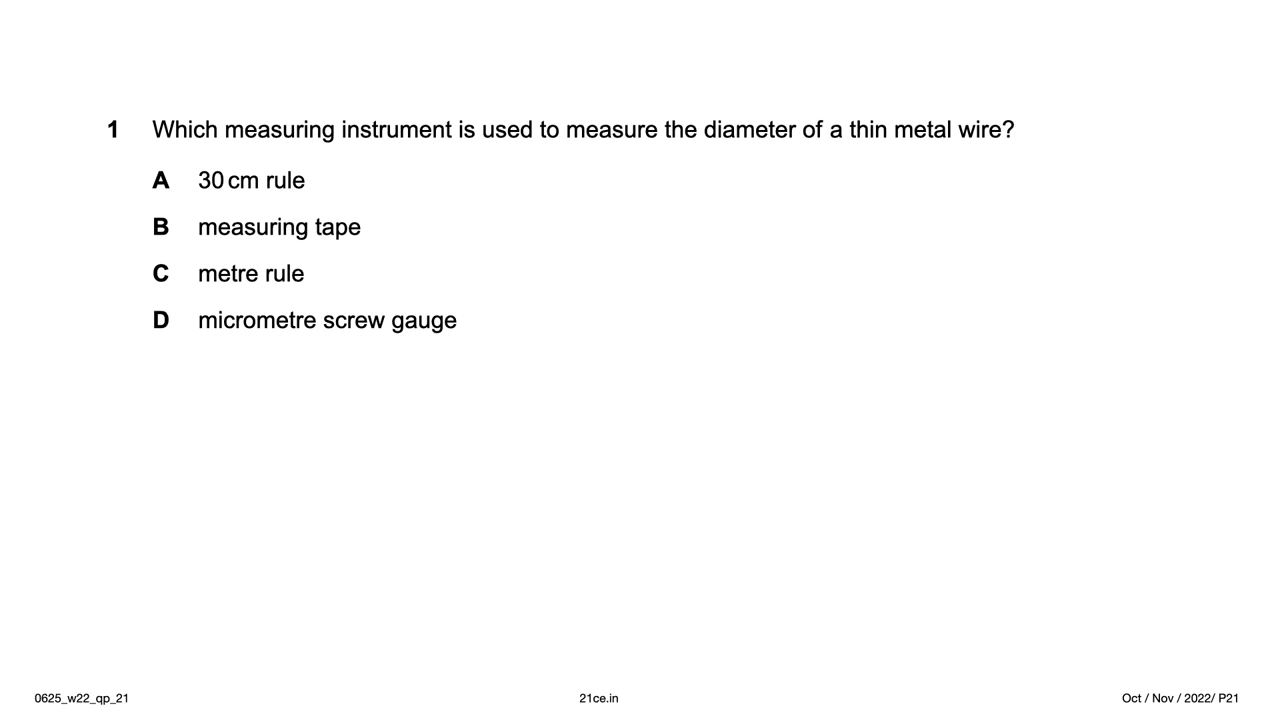 1 Which measuring instrument is used to measure the diameter of a thin metal wire?
A 30 cm rule
B measuring tape
C metre rule
D micrometre screw gauge
0625_w22_qp_21 21ce.in Oct / Nov / 2022/ P21